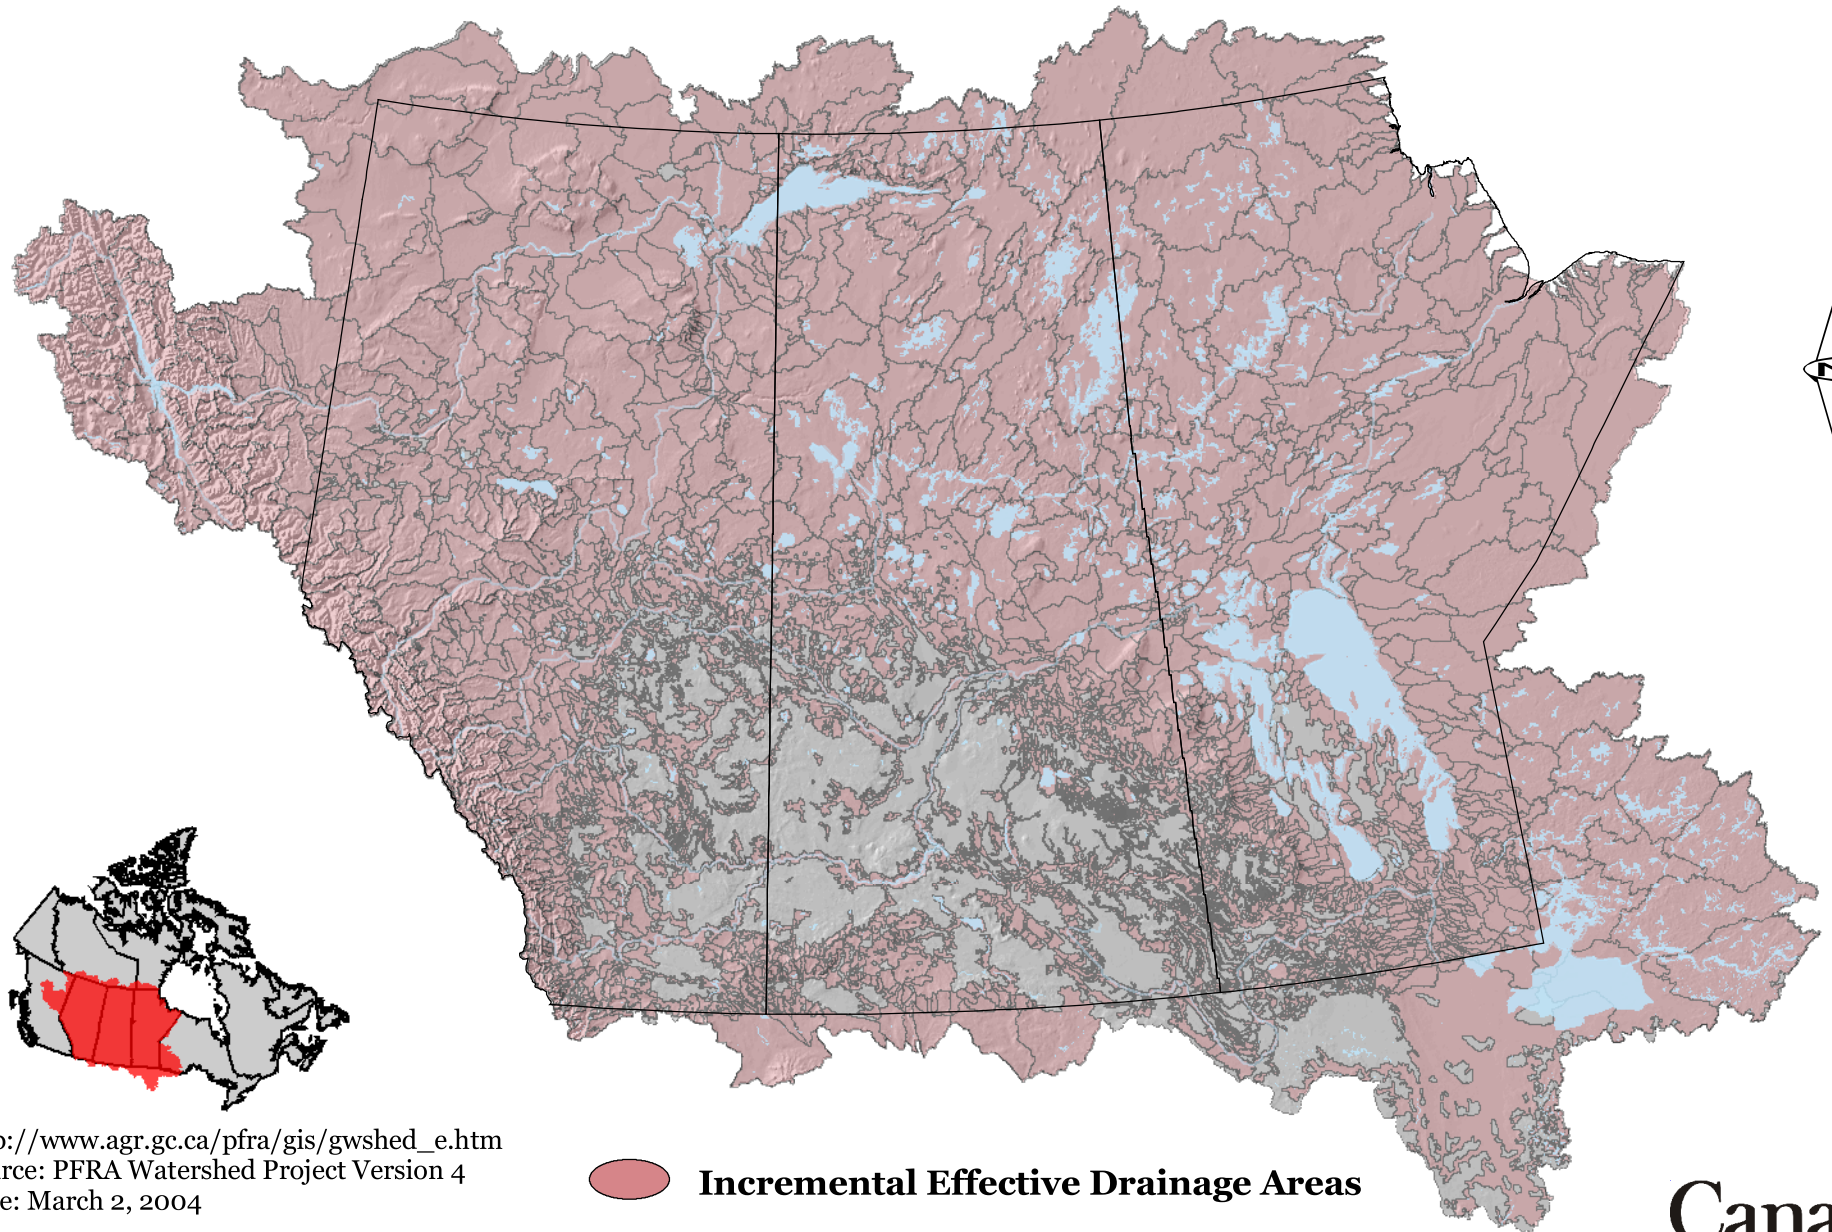 p://www.agr.gc.ca/pfra/gis/gwshed_e.htm
rce: PFRA Watershed Project Version 4
e: March 2, 2004
Incremental Effective Drainage Areas
Cana